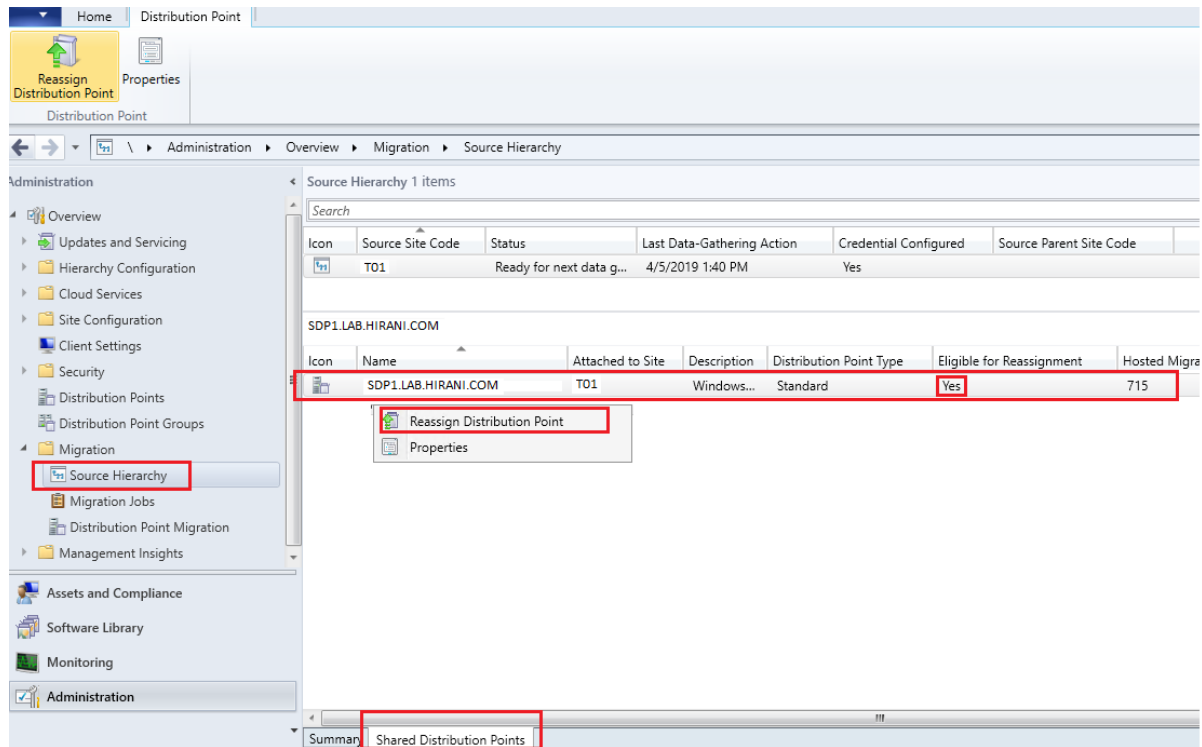 Home Distribution Point
Reassign Distribution Point
Properties
Distribution Point
\ Administration Overview Migration Source Hierarchy
Administration
Overview
Updates and Servicing
Hierarchy Configuration
Cloud Services
Site Configuration
Client Settings
Security
Distribution Points
Distribution Point Groups
Migration
Source Hierarchy
Migration Jobs
Distribution Point Migration
Management Insights
Assets and Compliance
Software Library
Monitoring
Administration
Source Hierarchy 1 items
Search
Icon Source Site Code Status Last Data-Gathering Action Credential Configured Source Parent Site Code
T01 Ready for next data g... 4/5/2019 1:40 PM Yes
SDP1.LAB.HIRANI.COM
Icon Name Attached to Site Description Distribution Point Type Eligible for Reassignment Hosted Migra
SDP1.LAB.HIRANI.COM T01 Windows... Standard Yes 715
Reassign Distribution Point
Properties
Summary Shared Distribution Points